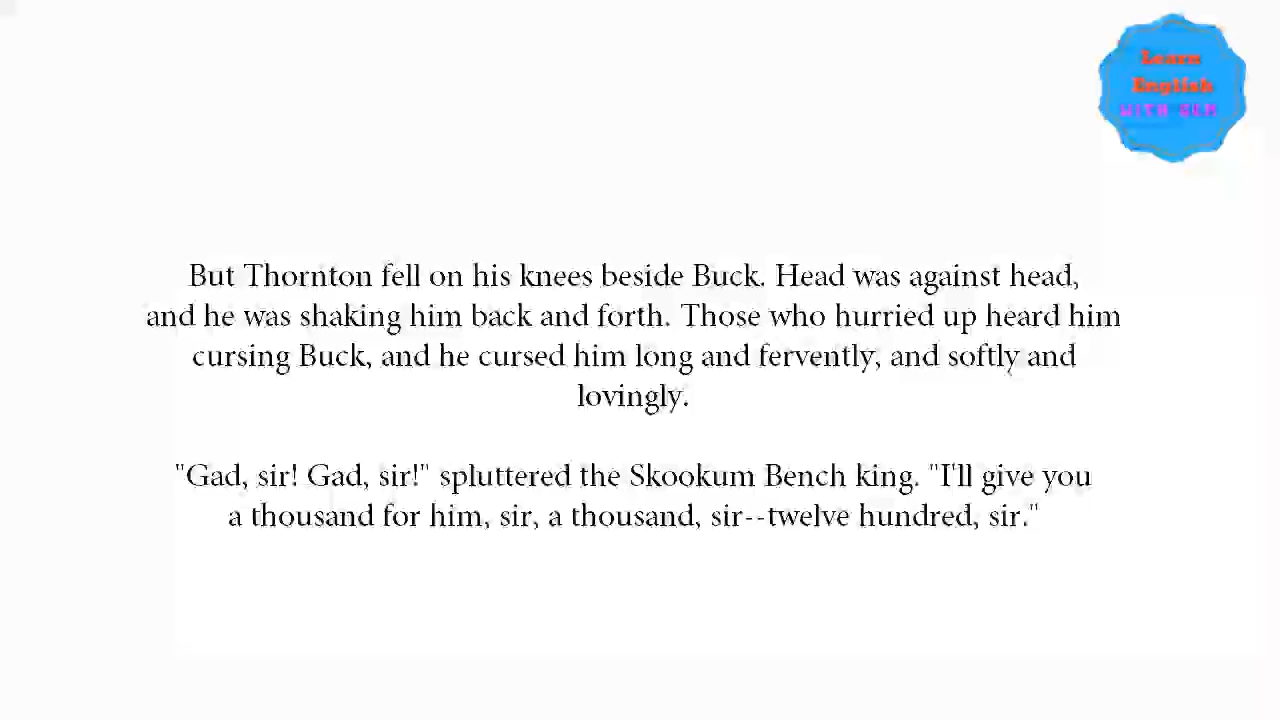 Learn
English
WITH GEM
But Thornton fell on his knees beside Buck. Head was against head,
and he was shaking him back and forth. Those who hurried up heard him
cursing Buck, and he cursed him long and fervently, and softly and
lovingly.
"Gad, sir! Gad, sir!" spluttered the Skookum Bench king. "I'll give you
a thousand for him, sir, a thousand, sir--twelve hundred, sir."